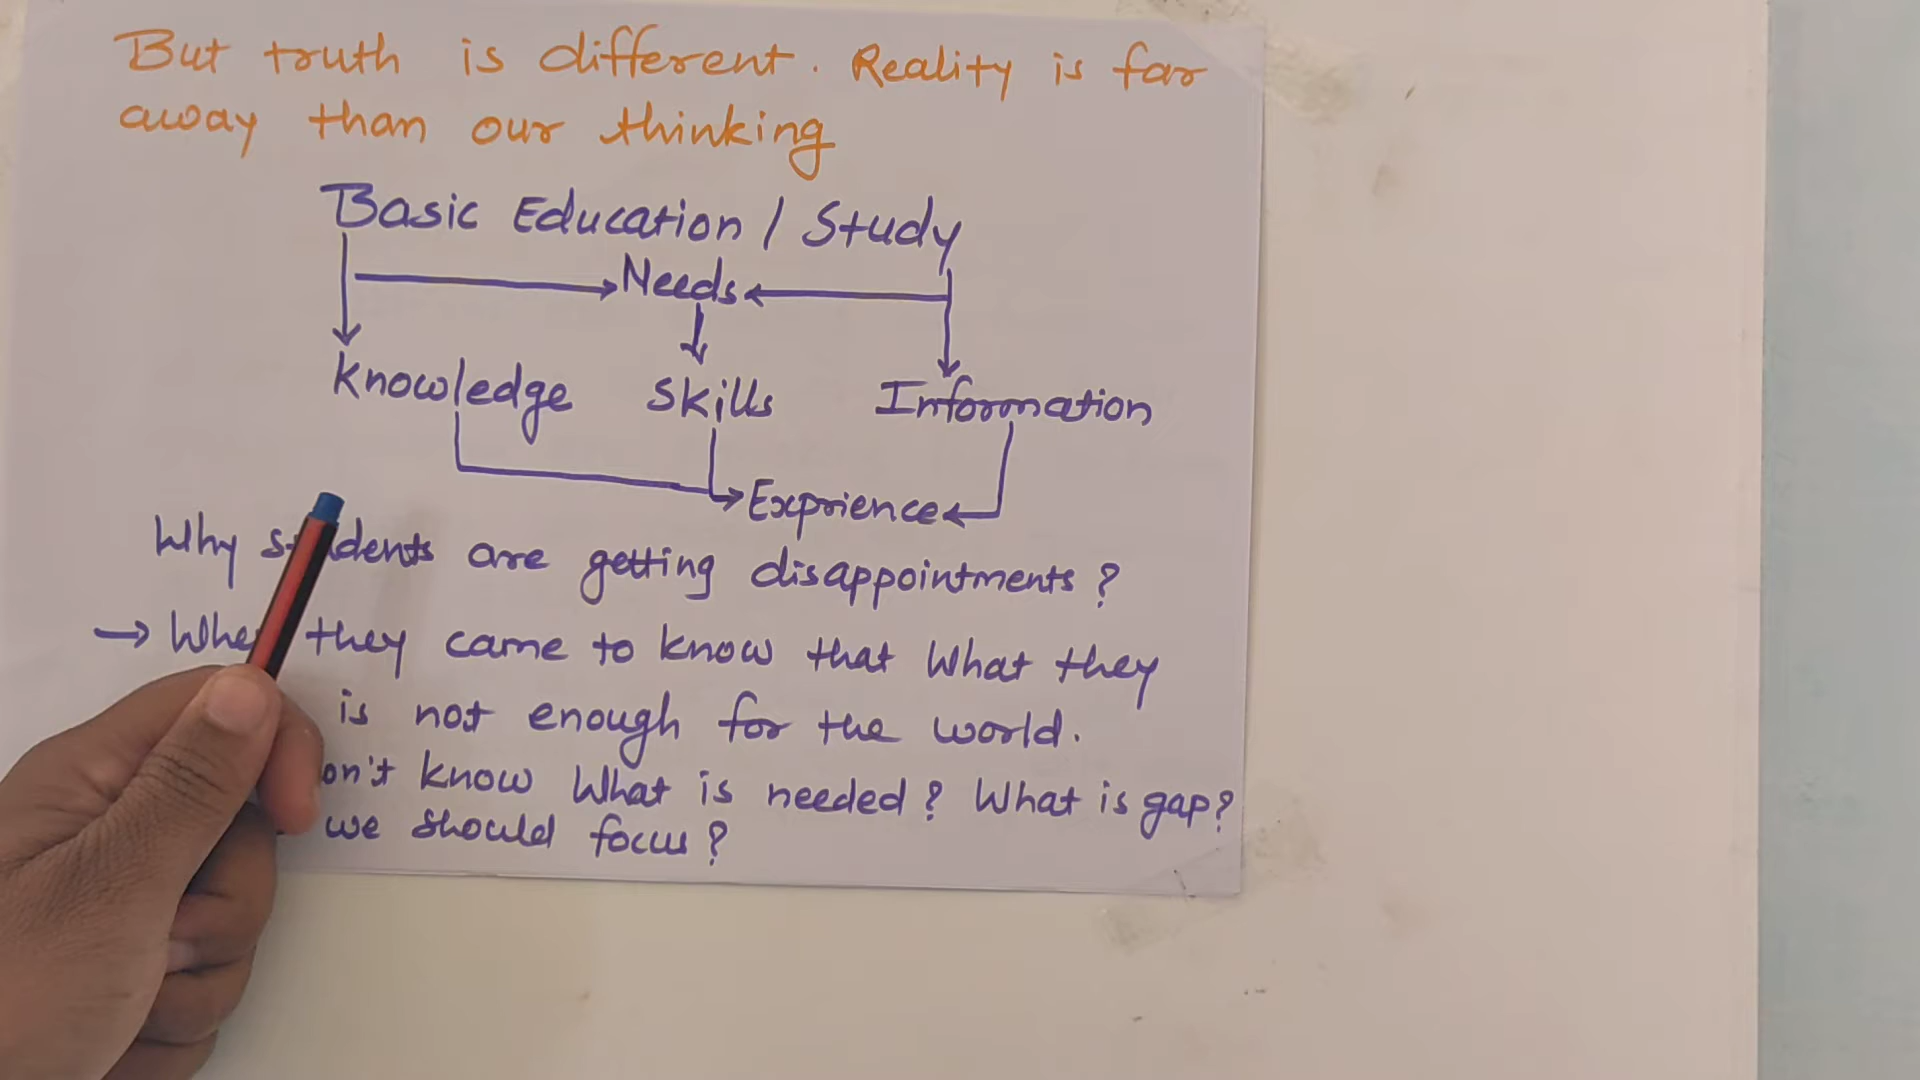 But truth is different. Reality is far
away than our thinking
Basic Education / Study
Needs
Knowledge Skills Information
Exprience
Why students are getting disappointments?
→ When they came to know that What they
is not enough for the world.
know What is needed? What is gap?
we should focus?